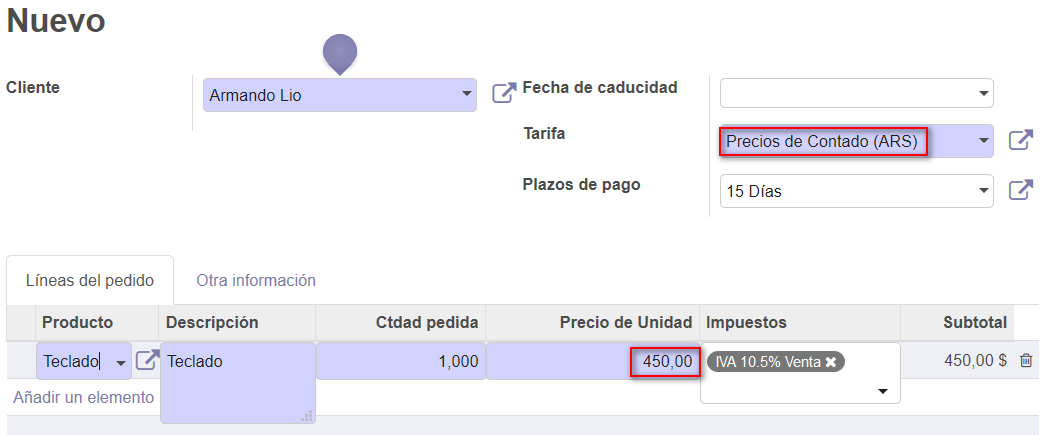 Nuevo
Cliente
Armando Lio
Fecha de caducidad
Tarifa
Precios de Contado (ARS)
Plazos de pago
15 Días
Líneas del pedido
Otra información
Producto Descripción Ctdad pedida Precio de Unidad Impuestos Subtotal
Teclado Teclado 1,000 450,00 IVA 10.5% Venta 450,00 $
Añadir un elemento